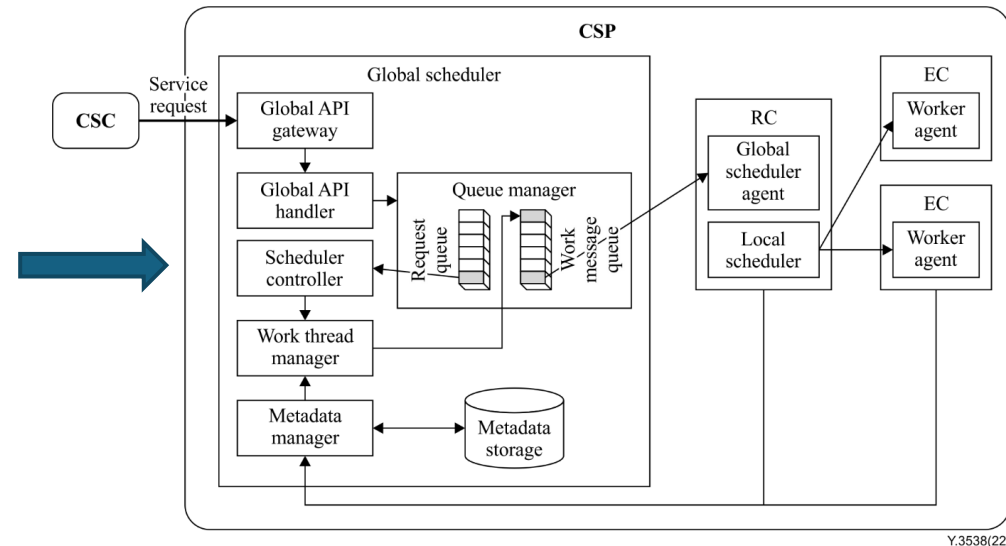 CSP
Global scheduler
Service
request
CSC
Global API
gateway
Global API
handler
Queue manager
Request
queue
Work
message
queue
Scheduler
controller
Work thread
manager
Metadata
manager
Metadata
storage
RC
Global
scheduler
agent
Local
scheduler
EC
Worker
agent
EC
Worker
agent
Y.3538(22